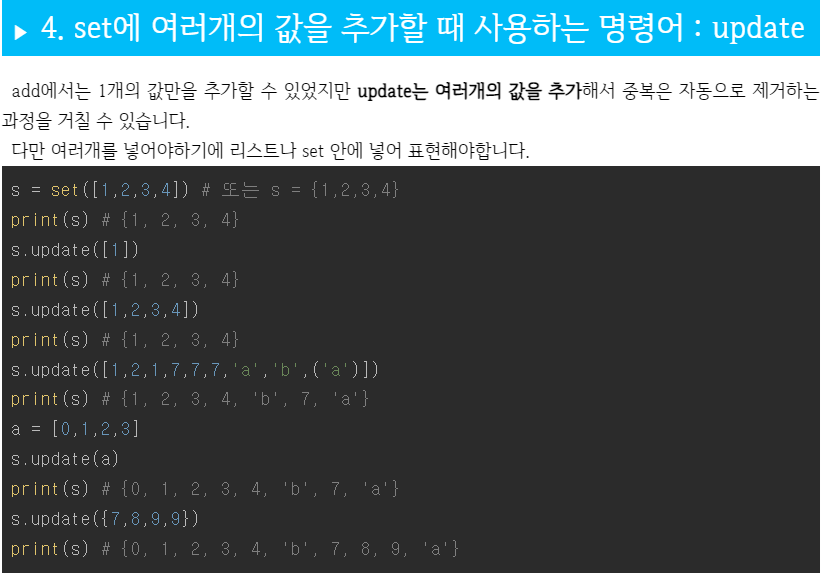 ▶ 4. set에 여러개의 값을 추가할 때 사용하는 명령어 : update
add에서는 1개의 값만을 추가할 수 있었지만 update는 여러개의 값을 추가해서 중복은 자동으로 제거하는
과정을 거칠 수 있습니다.
다만 여러개를 넣어야하기에 리스트나 set 안에 넣어 표현해야합니다.
s = set([1,2,3,4]) # 또는 s = {1,2,3,4}
print(s) # {1, 2, 3, 4}
s.update([1])
print(s) # {1, 2, 3, 4}
s.update([1,2,3,4])
print(s) # {1, 2, 3, 4}
s.update([1,2,1,7,7,7,'a','b',('a')])
print(s) # {1, 2, 3, 4, 'b', 7, 'a'}
a = [0,1,2,3]
s.update(a)
print(s) # {0, 1, 2, 3, 4, 'b', 7, 'a'}
s.update({7,8,9,9})
print(s) # {0, 1, 2, 3, 4, 'b', 7, 8, 9, 'a'}